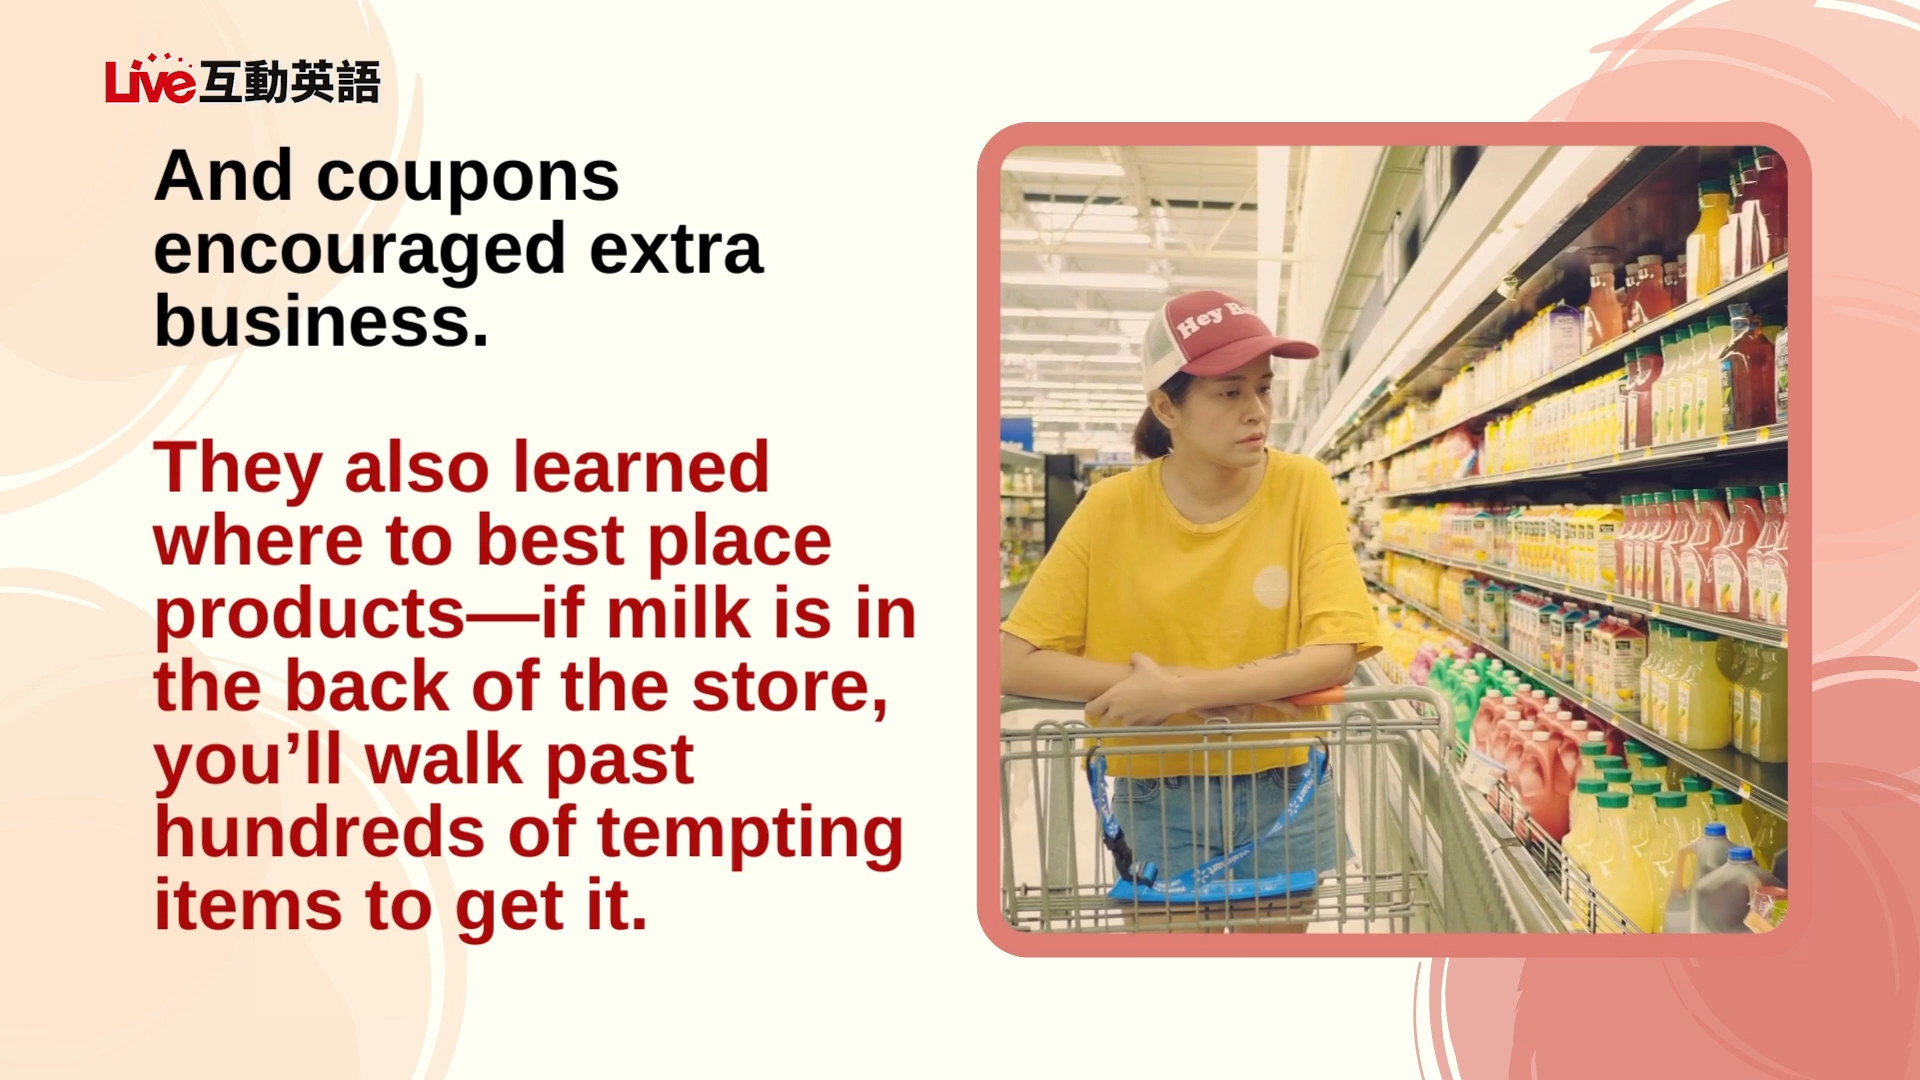 Live互動英語
And coupons
encouraged extra
business.
They also learned
where to best place
products—if milk is in
the back of the store,
you’ll walk past
hundreds of tempting
items to get it.
Hey